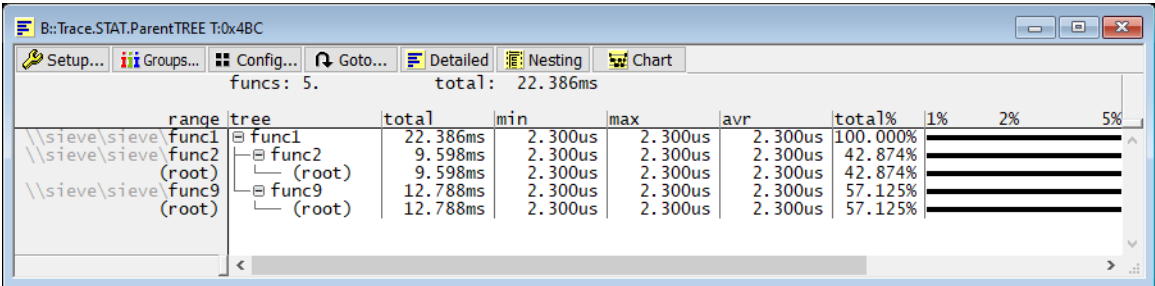 B::Trace.STAT.ParentTREE T:0x4BC
Setup... Groups... Config... Goto... Detailed Nesting Chart
funcs: 5. total: 22.386ms
range tree total min max avr total% 1% 2% 5%
\\sieve\sieve\func1 func1 22.386ms 2.300us 2.300us 2.300us 100.000%
\\sieve\sieve\func2 func2 9.598ms 2.300us 2.300us 2.300us 42.874%
(root) (root) 9.598ms 2.300us 2.300us 2.300us 42.874%
\\sieve\sieve\func9 func9 12.788ms 2.300us 2.300us 2.300us 57.125%
(root) (root) 12.788ms 2.300us 2.300us 2.300us 57.125%